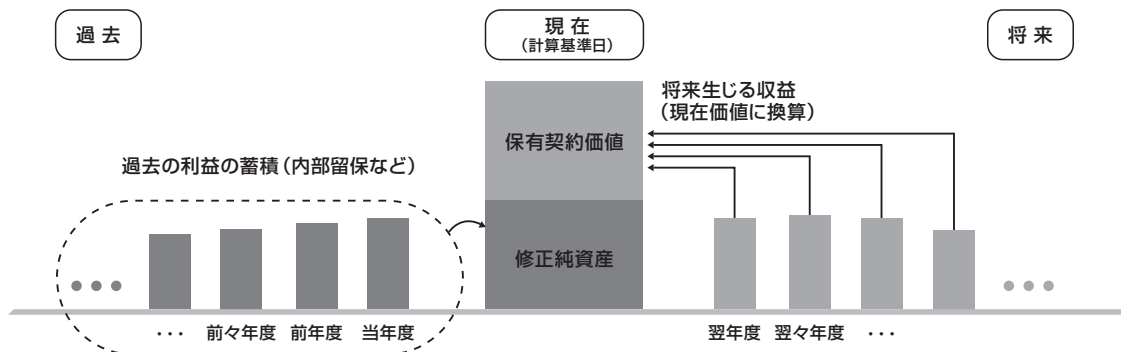 過去
現在
(計算基準日)
将来
将来生じる収益
(現在価値に換算)
保有契約価値
過去の利益の蓄積(内部留保など)
修正純資産
･･･ 前々年度 前年度 当年度
翌年度 翌々年度 ･･･